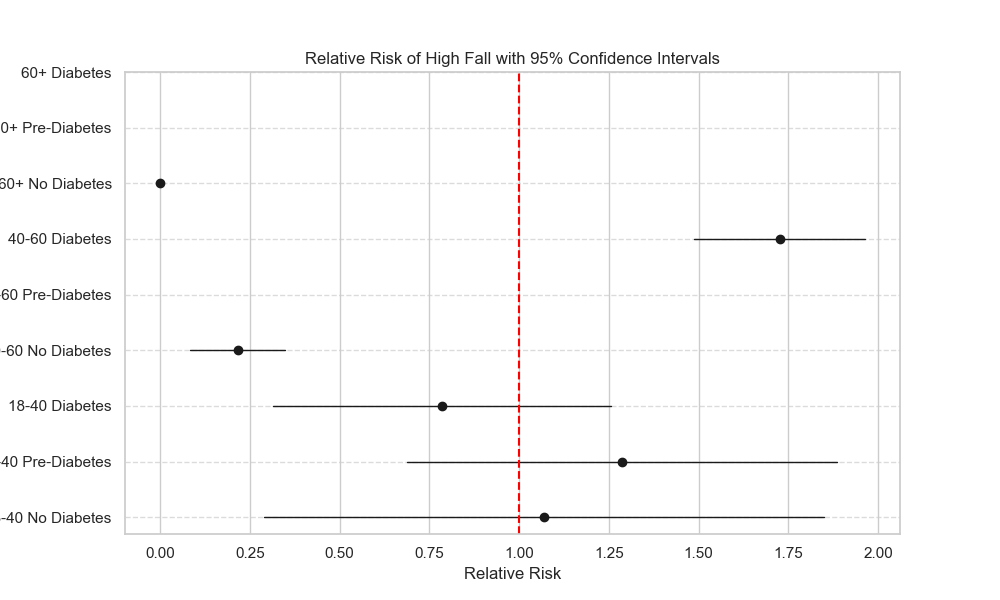 Relative Risk of High Fall with 95% Confidence Intervals
60+ Diabetes
0+ Pre-Diabetes
60+ No Diabetes
40-60 Diabetes
-60 Pre-Diabetes
-60 No Diabetes
18-40 Diabetes
-40 Pre-Diabetes
-40 No Diabetes
0.00 0.25 0.50 0.75 1.00 1.25 1.50 1.75 2.00
Relative Risk